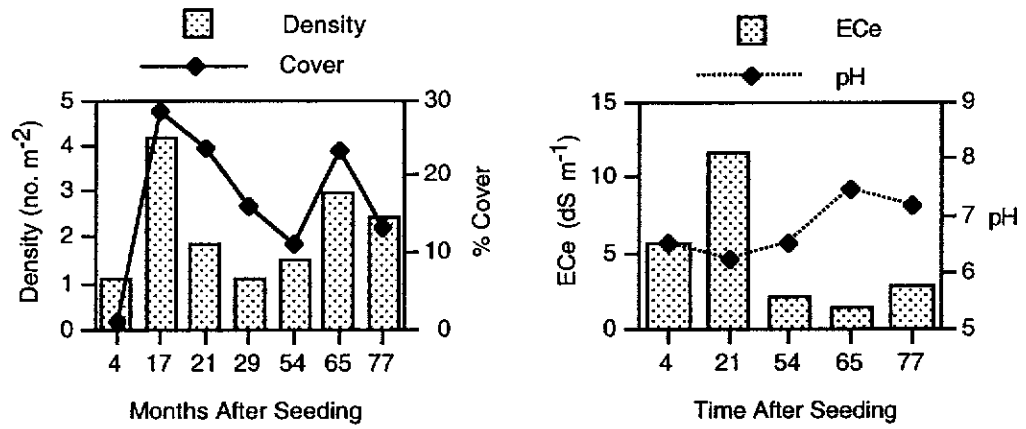 Density
Cover
5
4
3
2
1
0
Density (no. m⁻²)
30
20
10
0
% Cover
4 17 21 29 54 65 77
Months After Seeding
ECe
pH
15
10
5
0
ECe (dS m⁻¹)
9
8
7
6
5
pH
4 21 54 65 77
Time After Seeding